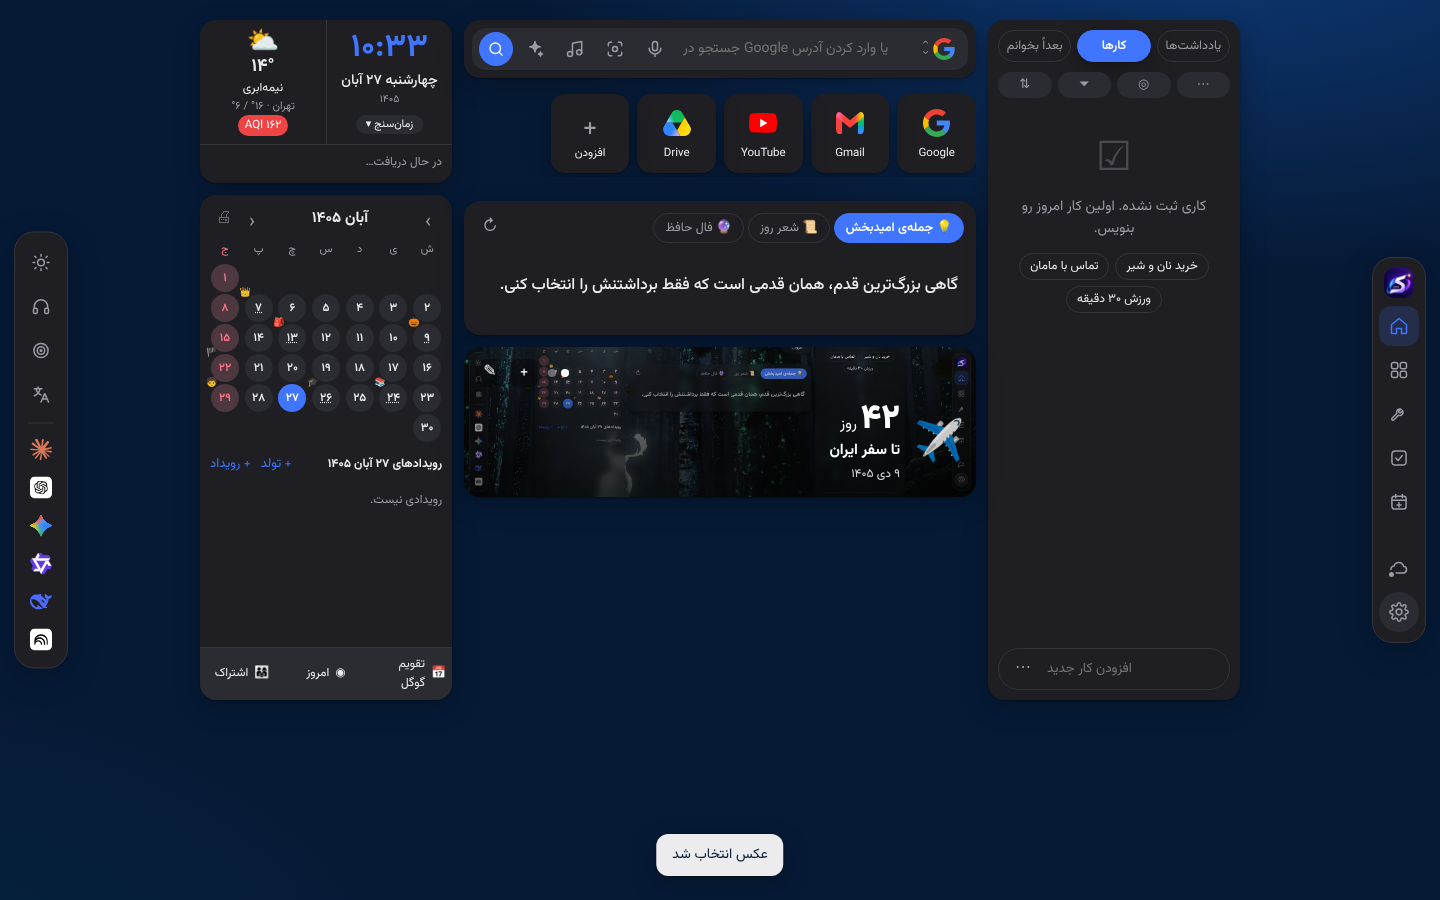 یادداشت‌ها
کارها
بعداً بخوانم
کاری ثبت نشده. اولین کار امروز رو
بنویس.
خرید نان و شیر
تماس با مامان
ورزش ۳۰ دقیقه
افزودن کار جدید
جستجو در Google یا وارد کردن آدرس
Google
Gmail
YouTube
Drive
افزودن
💡 جمله‌ی امیدبخش
📜 شعر روز
🔮 فال حافظ
گاهی بزرگ‌ترین قدم، همان قدمی است که فقط برداشتنش را انتخاب کنی.
۴۲ روز
تا سفر ایران
۹ دی ۱۴۰۵
۱۰:۳۳
چهارشنبه ۲۷ آبان
۱۴۰۵
زمان‌سنج ▾
۱۴°
نیمه‌ابری
تهران · ۱۶° / ۶°
AQI ۱۶۲
در حال دریافت…
آبان ۱۴۰۵
ش ی د س چ پ ج
۱
۲ ۳ ۴ ۵ ۶ ۷ ۸
۹ ۱۰ ۱۱ ۱۲ ۱۳ ۱۴ ۱۵
۱۶ ۱۷ ۱۸ ۱۹ ۲۰ ۲۱ ۲۲
۲۳ ۲۴ ۲۵ ۲۶ ۲۷ ۲۸ ۲۹
۳۰
رویدادهای ۲۷ آبان ۱۴۰۵
+ تولد
+ رویداد
رویدادی نیست.
تقویم
گوگل
امروز
اشتراک
عکس انتخاب شد